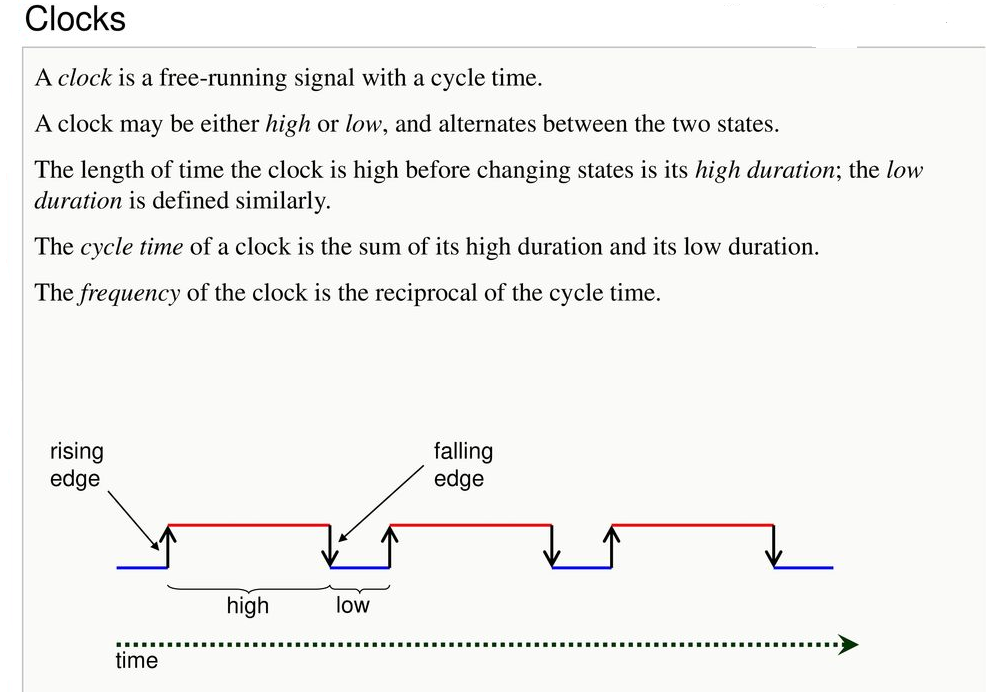 Clocks
A clock is a free-running signal with a cycle time.
A clock may be either high or low, and alternates between the two states.
The length of time the clock is high before changing states is its high duration; the low
duration is defined similarly.
The cycle time of a clock is the sum of its high duration and its low duration.
The frequency of the clock is the reciprocal of the cycle time.
rising
edge
falling
edge
high
low
time